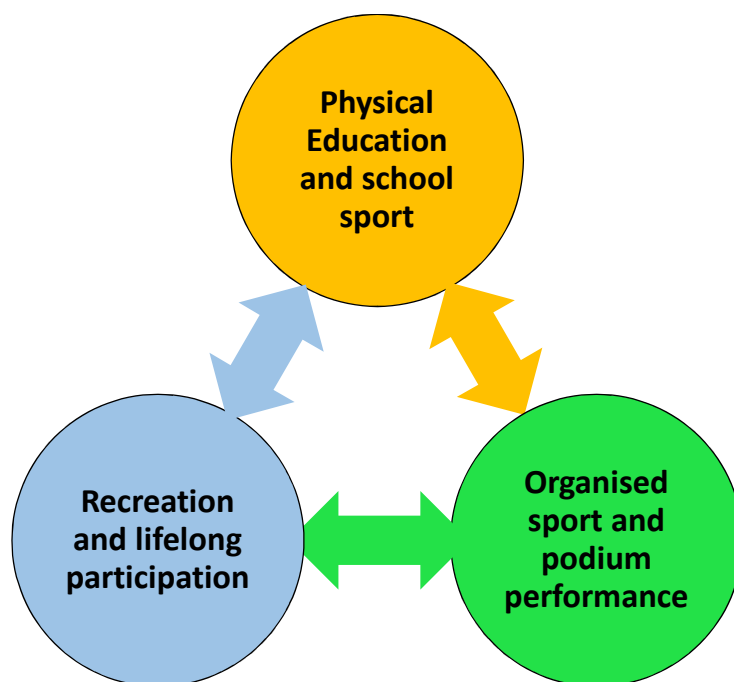 Physical
Education
and school
sport
Recreation
and lifelong
participation
Organised
sport and
podium
performance